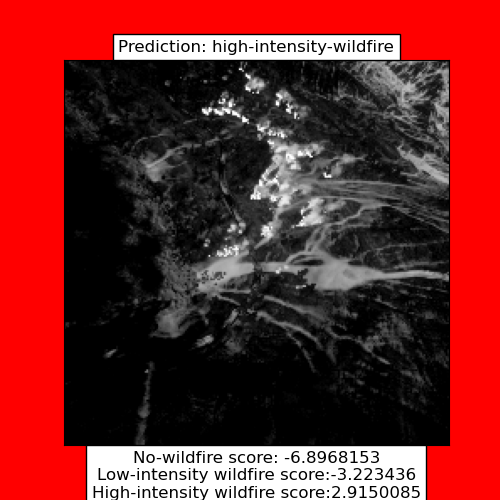 Prediction: high-intensity-wildfire
No-wildfire score: -6.8968153
Low-intensity wildfire score:-3.223436
High-intensity wildfire score:2.9150085